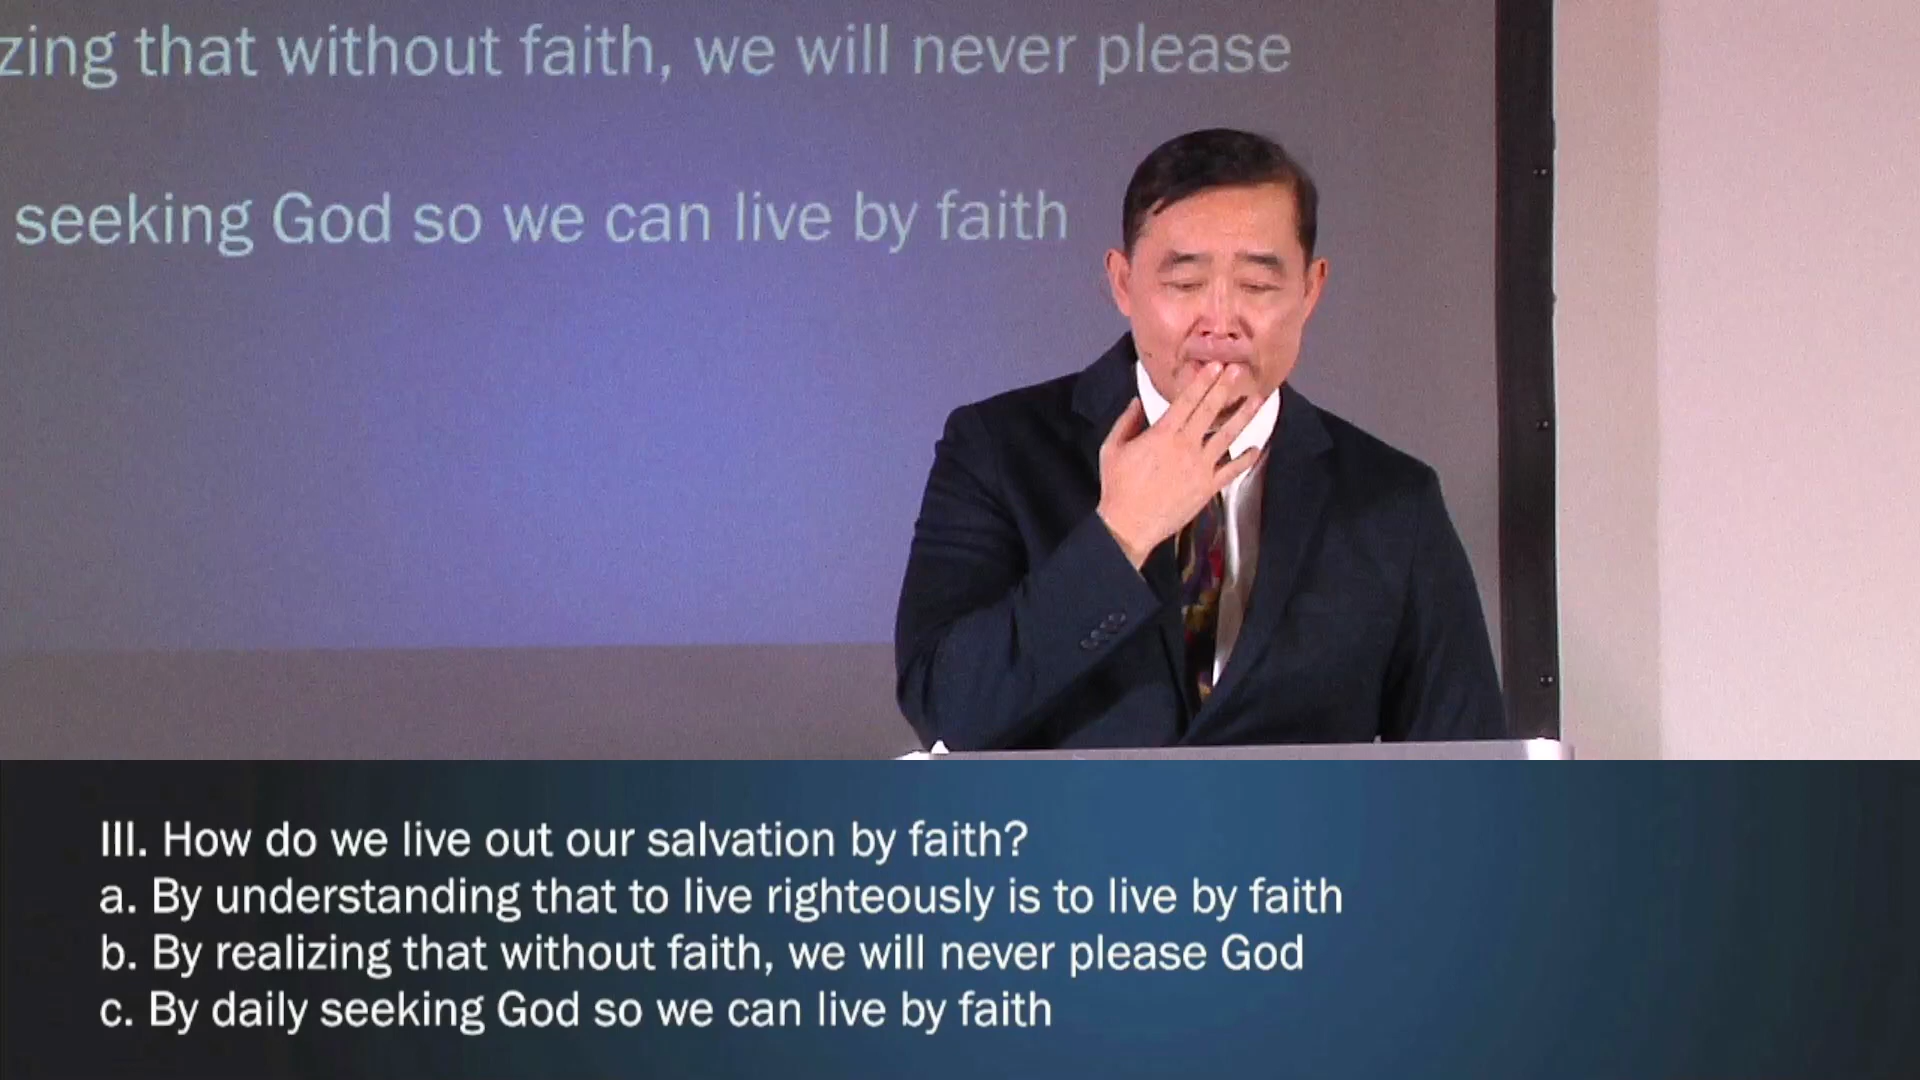 zing that without faith, we will never please
seeking God so we can live by faith
III. How do we live out our salvation by faith?
a. By understanding that to live righteously is to live by faith
b. By realizing that without faith, we will never please God
c. By daily seeking God so we can live by faith